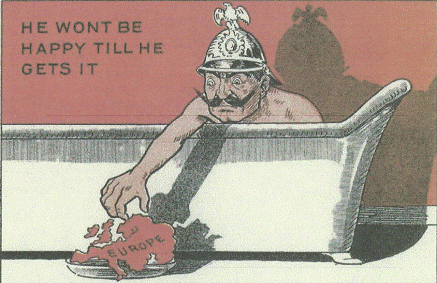 HE WONT BE
HAPPY TILL HE
GETS IT
EUROPE